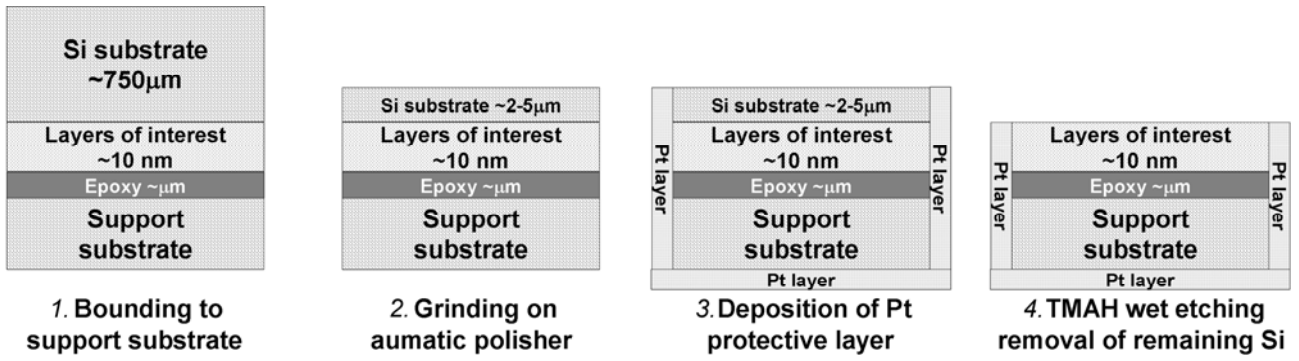 Si substrate
~750μm
Layers of interest
~10 nm
Epoxy ~μm
Support
substrate
1. Bounding to
support substrate
Si substrate ~2-5μm
Layers of interest
~10 nm
Epoxy ~μm
Support
substrate
2. Grinding on
aumatic polisher
Pt layer
Si substrate ~2-5μm
Layers of interest
~10 nm
Epoxy ~μm
Support
substrate
Pt layer
Pt layer
3. Deposition of Pt
protective layer
Pt layer
Layers of interest
~10 nm
Epoxy ~μm
Support
substrate
Pt layer
Pt layer
4. TMAH wet etching
removal of remaining Si